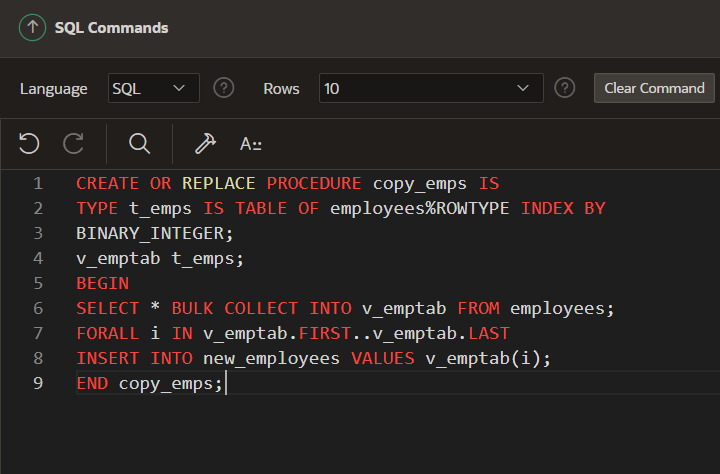 SQL Commands
Language SQL ? Rows 10 ? Clear Command
A::
1 CREATE OR REPLACE PROCEDURE copy_emps IS
2 TYPE t_emps IS TABLE OF employees%ROWTYPE INDEX BY
3 BINARY_INTEGER;
4 v_emptab t_emps;
5 BEGIN
6 SELECT * BULK COLLECT INTO v_emptab FROM employees;
7 FORALL i IN v_emptab.FIRST..v_emptab.LAST
8 INSERT INTO new_employees VALUES v_emptab(i);
9 END copy_emps;